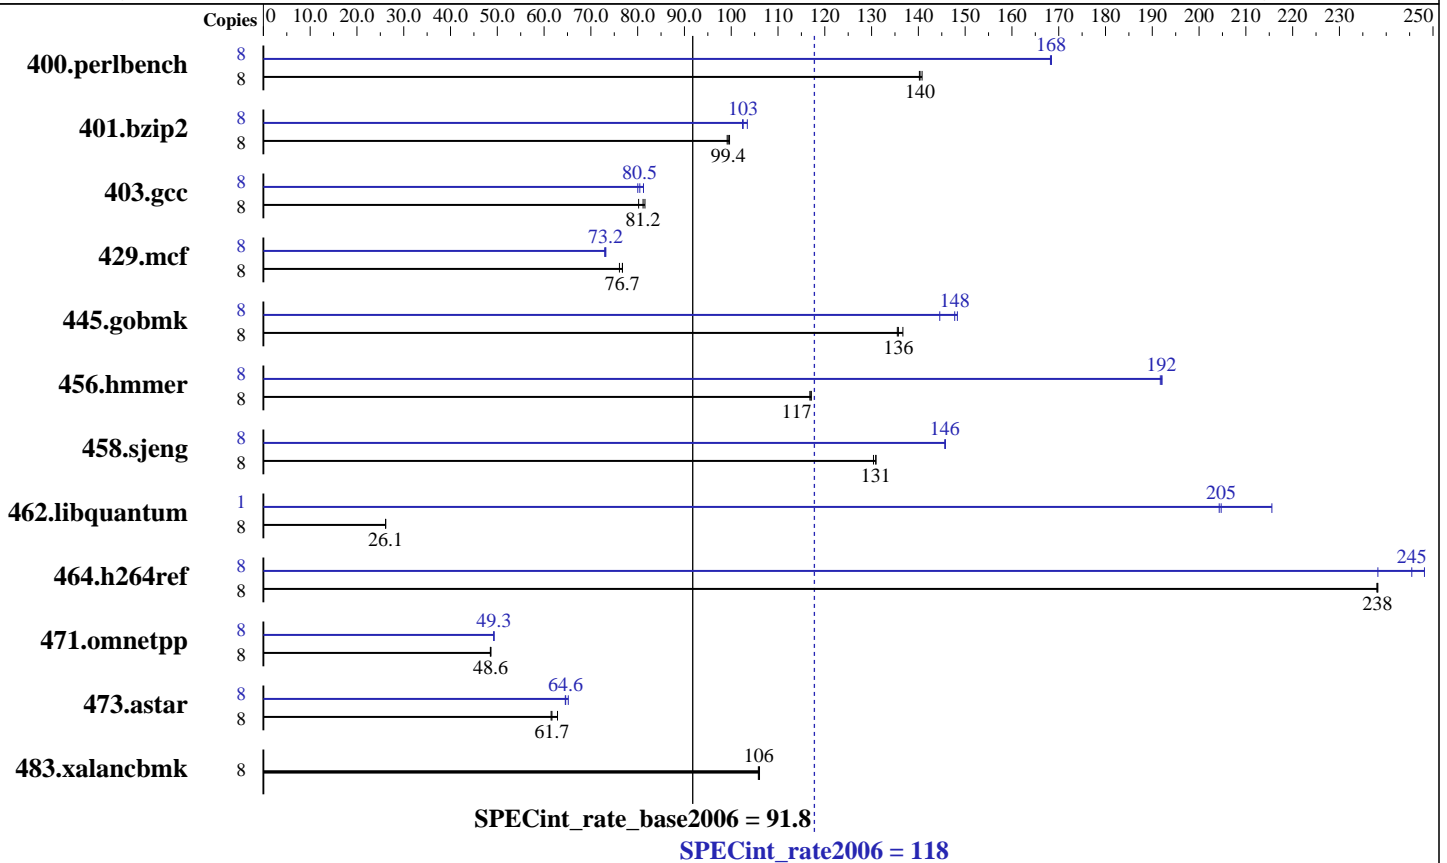 Copies 0 10.0 20.0 30.0 40.0 50.0 60.0 70.0 80.0 90.0 100 110 120 130 140 150 160 170 180 190 200 210 220 230 250
400.perlbench 8 168
8 140
401.bzip2 8 103
8 99.4
403.gcc 8 80.5
8 81.2
429.mcf 8 73.2
8 76.7
445.gobmk 8 148
8 136
456.hmmer 8 192
8 117
458.sjeng 8 146
8 131
462.libquantum 1 205
8 26.1
464.h264ref 8 245
8 238
471.omnetpp 8 49.3
8 48.6
473.astar 8 64.6
8 61.7
483.xalancbmk 8 106
SPECint_rate_base2006 = 91.8
SPECint_rate2006 = 118